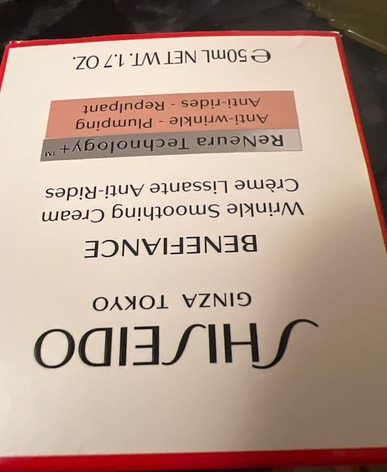 SHISEIDO
GINZA TOKYO
BENEFIANCE
Wrinkle Smoothing Cream
Crème Lissante Anti-Rides
ReNeura Technology+™
Anti-wrinkle - Plumping
Anti-rides - Repulpant
℮50mL NET WT. 1.7 OZ.